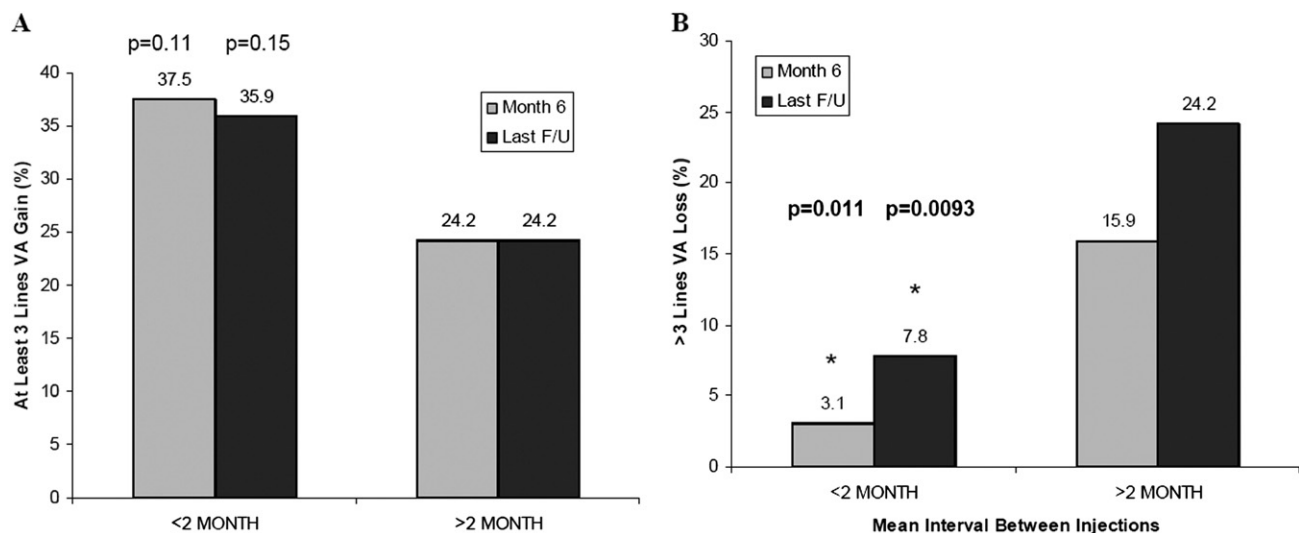 A
p=0.11 p=0.15
At Least 3 Lines VA Gain (%)
40
35
30
25
20
15
10
5
0
37.5
35.9
24.2
24.2
Month 6
Last F/U
<2 MONTH
>2 MONTH
B
>3 Lines VA Loss (%)
30
25
20
15
10
5
0
Month 6
Last F/U
p=0.011 p=0.0093
*
*
3.1
7.8
15.9
24.2
<2 MONTH
>2 MONTH
Mean Interval Between Injections